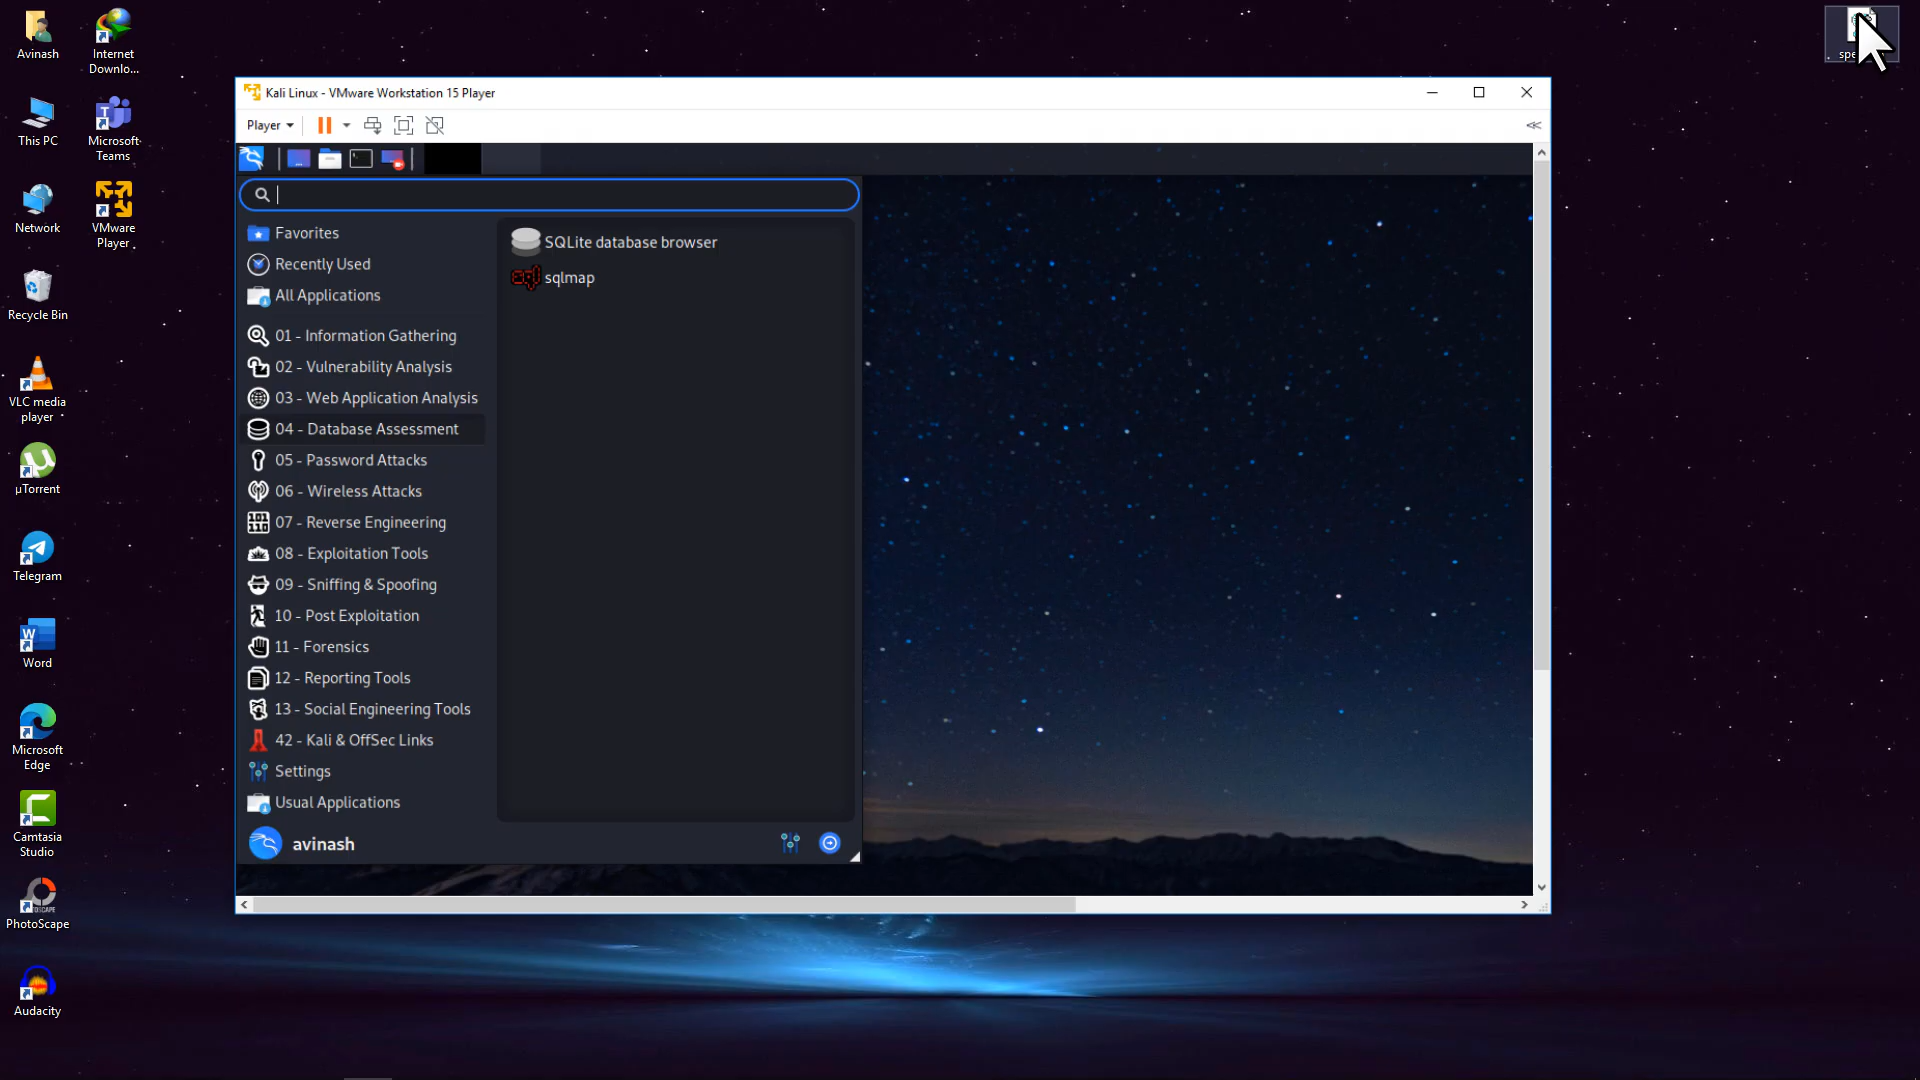 Avinash
Internet
Downlo...
This PC
Microsoft
Teams
Network
VMware
Player
Recycle Bin
VLC media
player
µTorrent
Telegram
Word
Microsoft
Edge
Camtasia
Studio
PhotoScape
Audacity
Kali Linux - VMware Workstation 15 Player
Player
Favorites
Recently Used
All Applications
01 - Information Gathering
02 - Vulnerability Analysis
03 - Web Application Analysis
04 - Database Assessment
05 - Password Attacks
06 - Wireless Attacks
07 - Reverse Engineering
08 - Exploitation Tools
09 - Sniffing & Spoofing
10 - Post Exploitation
11 - Forensics
12 - Reporting Tools
13 - Social Engineering Tools
42 - Kali & OffSec Links
Settings
Usual Applications
SQLite database browser
sqlmap
avinash